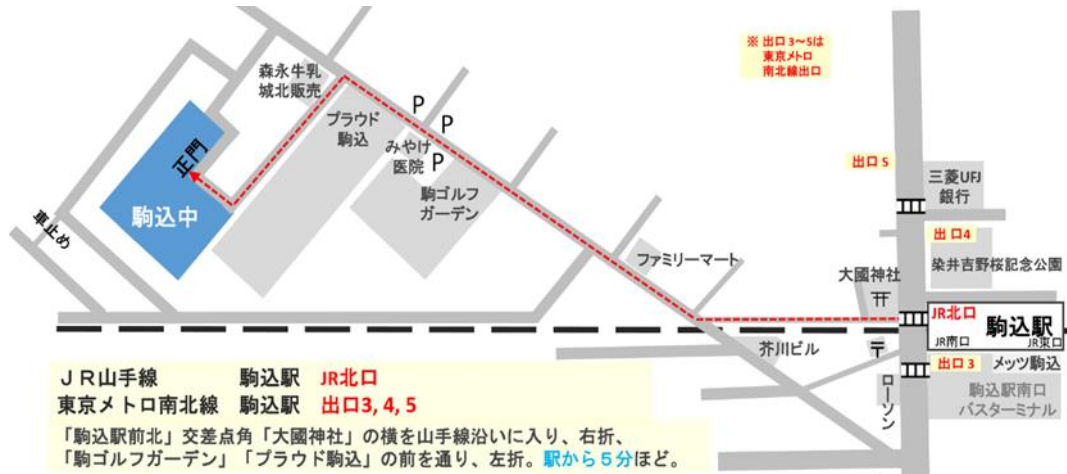 ※ 出口 3～5は
東京メトロ
南北線出口
森永牛乳
城北販売
プラウド
駒込
P
P
みやけ
医院
P
駒ゴルフ
ガーデン
正門
駒込中
車止め
ファミリーマート
出口 5
三菱UFJ
銀行
出口4
染井吉野桜記念公園
大國神社
JR北口
駒込駅
JR南口
JR東口
芥川ビル
〒
出口 3
メッツ駒込
ローソン
駒込駅南口
バスターミナル
ＪＲ山手線 駒込駅 JR北口
東京メトロ南北線 駒込駅 出口3, 4, 5
「駒込駅前北」交差点角「大國神社」の横を山手線沿いに入り、右折、
「駒ゴルフガーデン」「プラウド駒込」の前を通り、左折。駅から５分ほど。